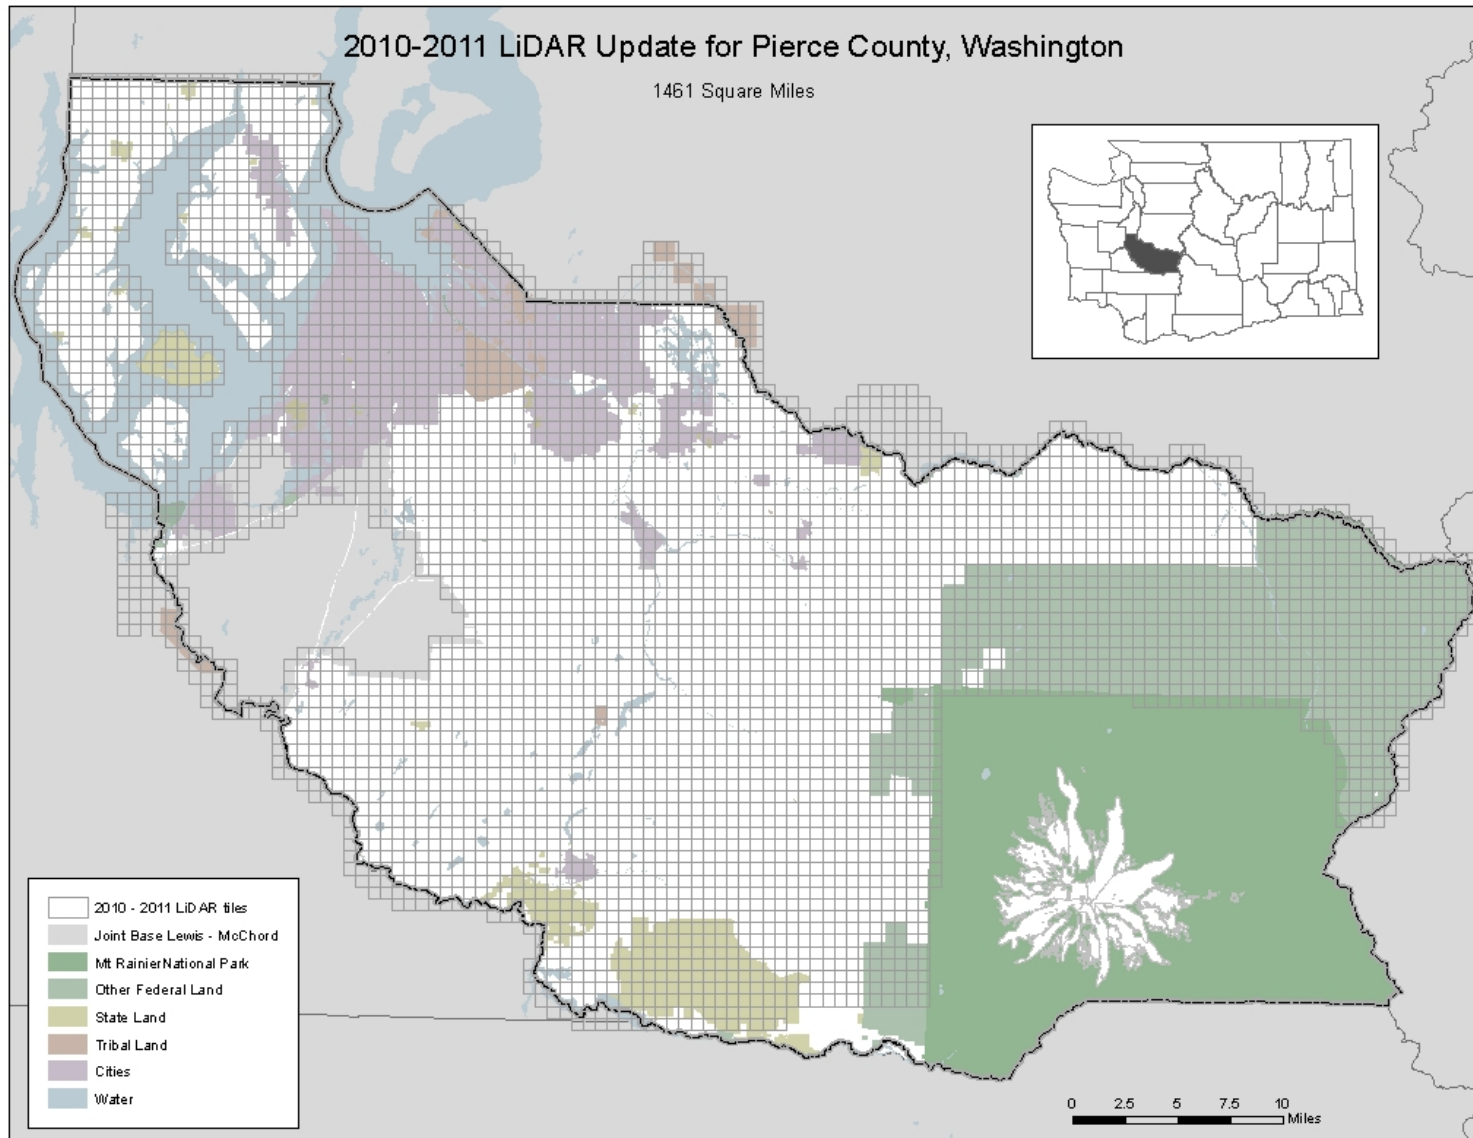 2010-2011 LiDAR Update for Pierce County, Washington
1461 Square Miles
2010 - 2011 LiDAR tiles
Joint Base Lewis - McChord
Mt RainierNational Park
Other Federal Land
State Land
Tribal Land
Cities
Water
0 2.5 5 7.5 10
Miles